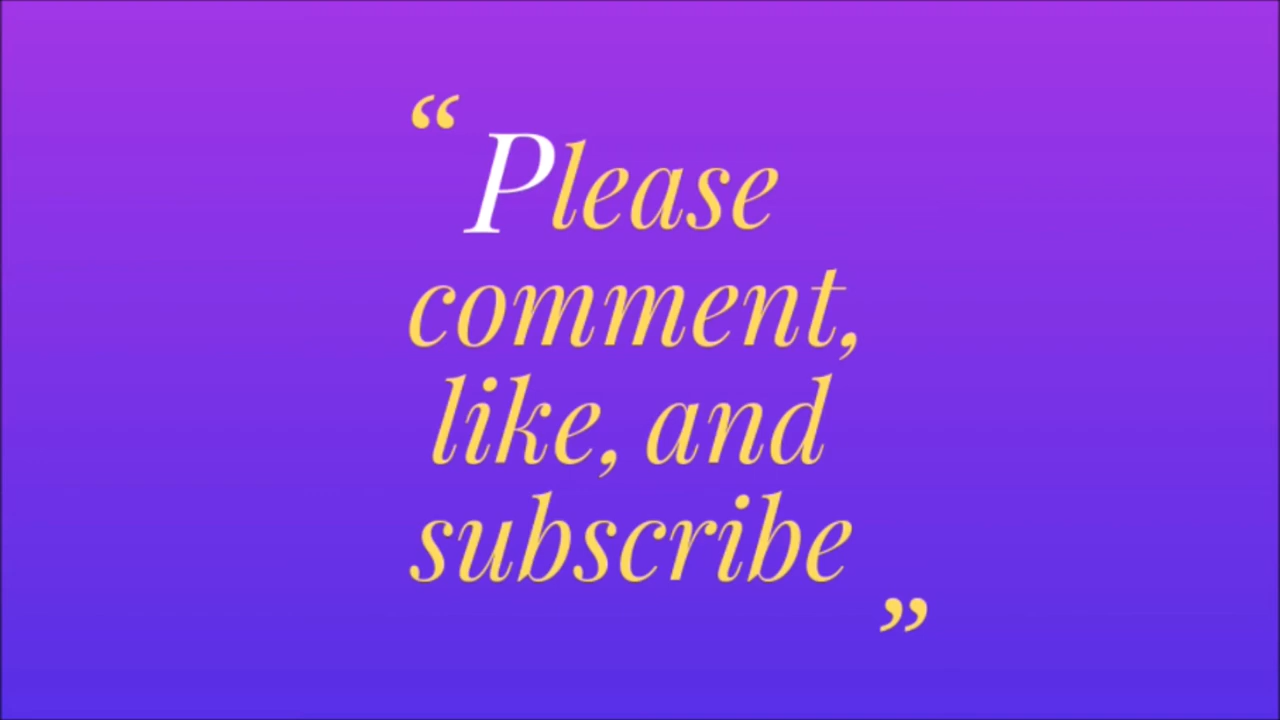 “ Please
comment,
like, and
subscribe ”